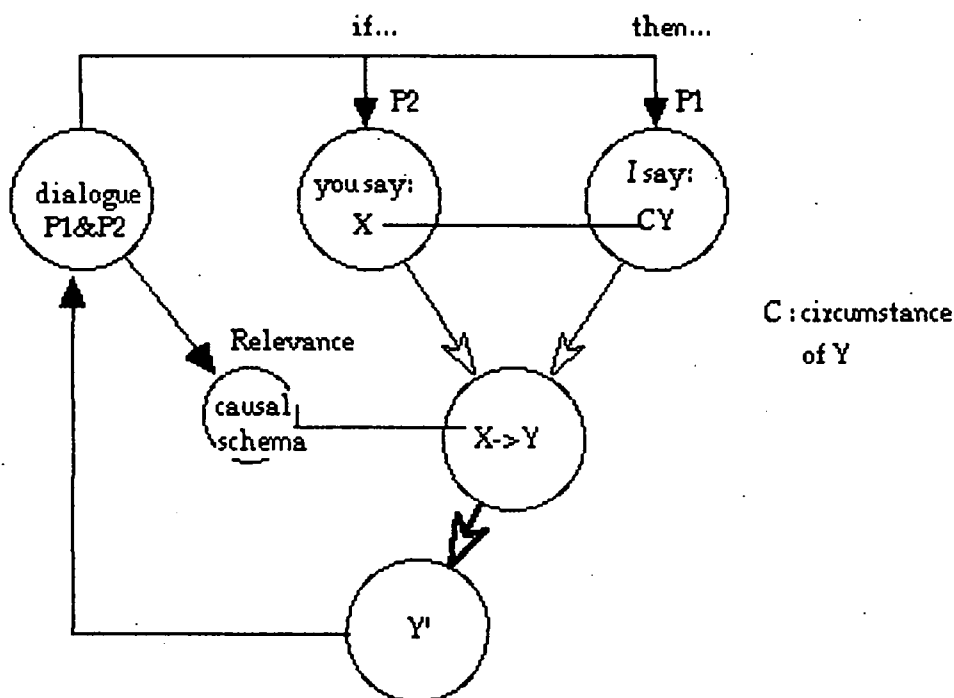 if... then...
P2 P1
dialogue
P1&P2
you say:
X
I say:
CY
C : circumstance
of Y
Relevance
causal
schema
X->Y
Y'